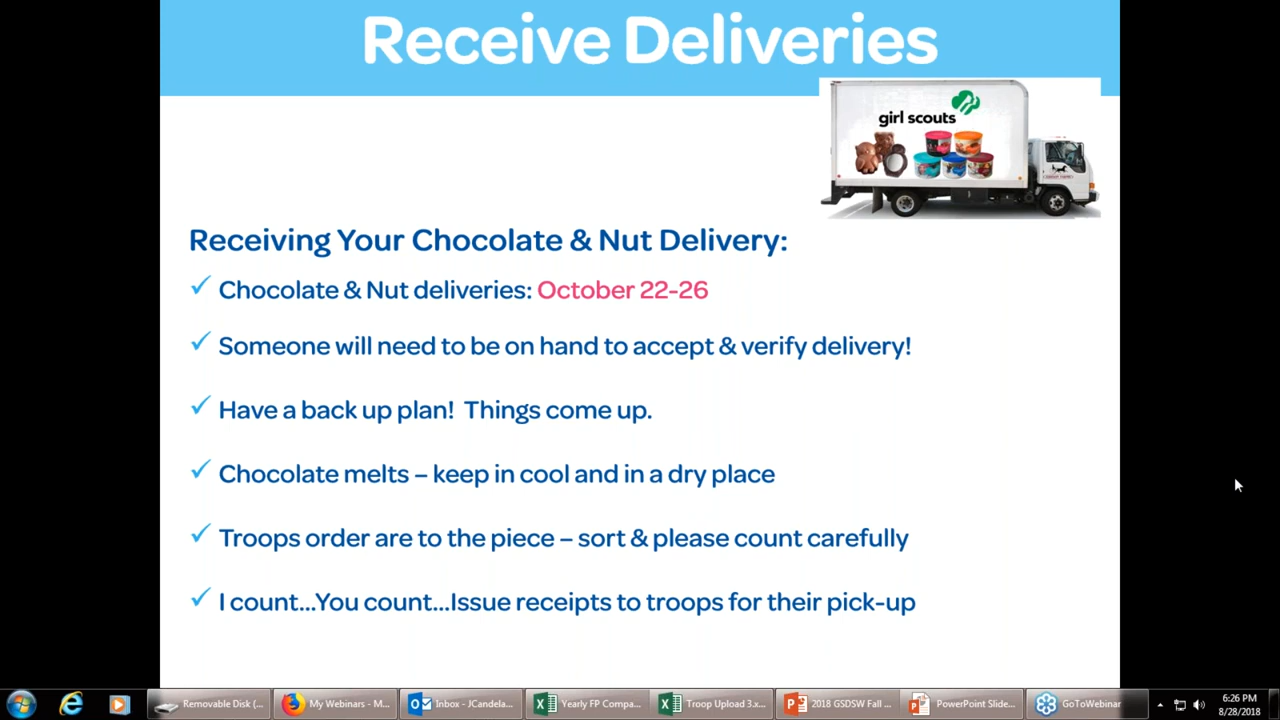 Receive Deliveries
girl scouts
Receiving Your Chocolate & Nut Delivery:
✓ Chocolate & Nut deliveries: October 22-26
✓ Someone will need to be on hand to accept & verify delivery!
✓ Have a back up plan! Things come up.
✓ Chocolate melts – keep in cool and in a dry place
✓ Troops order are to the piece – sort & please count carefully
✓ I count...You count...Issue receipts to troops for their pick-up
Removable Disk (...
My Webinars - M...
Inbox - JCandela...
Yearly FP Compa...
Troop Upload 3.x...
2018 GSDSW Fall ...
PowerPoint Slide...
GoToWebinar
6:26 PM
8/28/2018